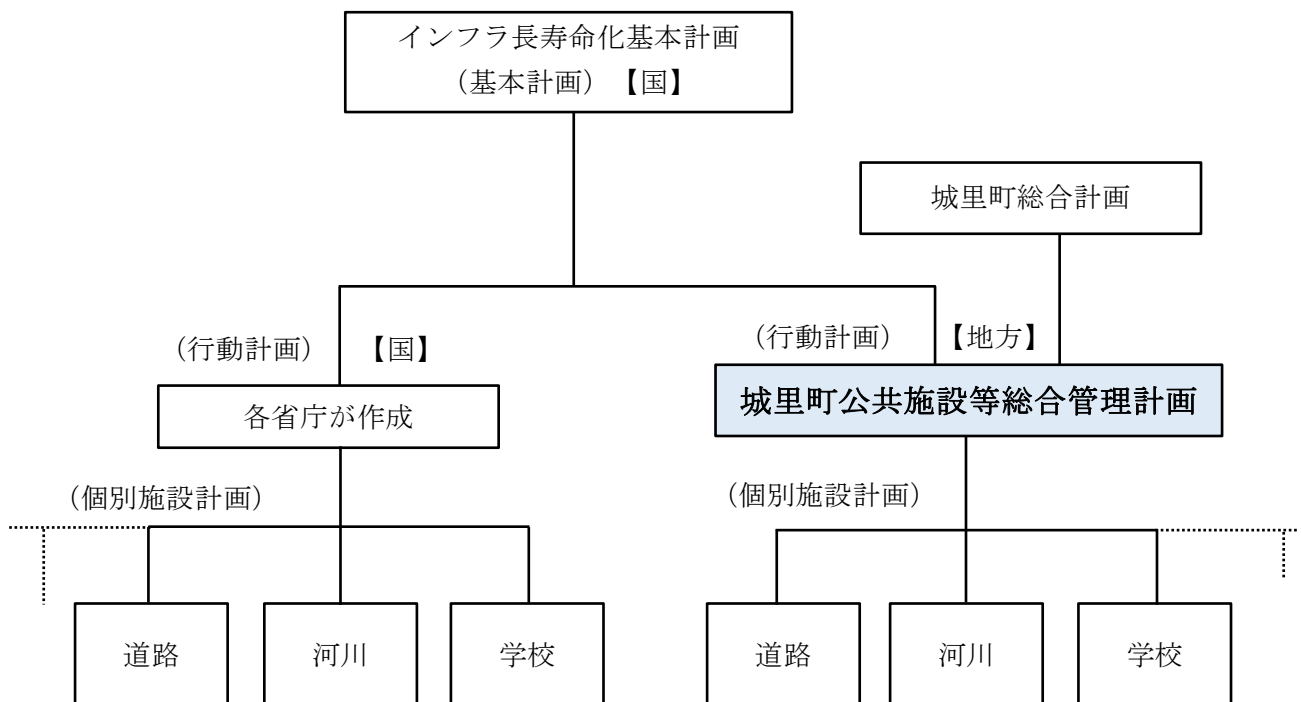 インフラ長寿命化基本計画
（基本計画）【国】
城里町総合計画
（行動計画）
【国】
（行動計画）
【地方】
各省庁が作成
城里町公共施設等総合管理計画
（個別施設計画）
（個別施設計画）
道路
河川
学校
道路
河川
学校